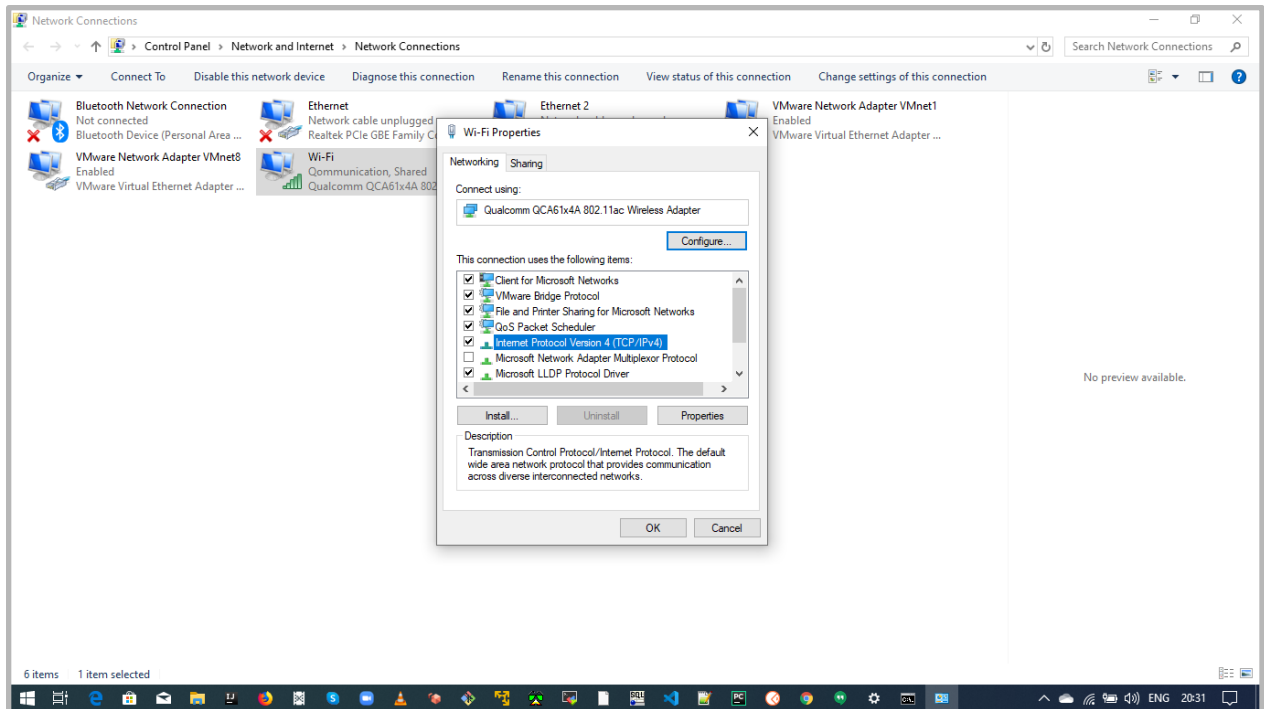 Network Connections
Control Panel > Network and Internet > Network Connections
Search Network Connections
Organize Connect To Disable this network device Diagnose this connection Rename this connection View status of this connection Change settings of this connection
Bluetooth Network Connection
Not connected
Bluetooth Device (Personal Area ...
Ethernet
Network cable unplugged
Realtek PCIe GBE Family
Ethernet 2
VMware Network Adapter VMnet1
Enabled
VMware Virtual Ethernet Adapter ...
VMware Network Adapter VMnet8
Enabled
VMware Virtual Ethernet Adapter ...
Wi-Fi
Qommunication, Shared
Qualcomm QCA61x4A 802
Wi-Fi Properties
Networking Sharing
Connect using:
Qualcomm QCA61x4A 802.11ac Wireless Adapter
Configure...
This connection uses the following items:
Client for Microsoft Networks
VMware Bridge Protocol
File and Printer Sharing for Microsoft Networks
QoS Packet Scheduler
Internet Protocol Version 4 (TCP/IPv4)
Microsoft Network Adapter Multiplexor Protocol
Microsoft LLDP Protocol Driver
Install... Uninstall Properties
Description
Transmission Control Protocol/Internet Protocol. The default
wide area network protocol that provides communication
across diverse interconnected networks.
OK Cancel
No preview available.
6 items 1 item selected
ENG 20:31